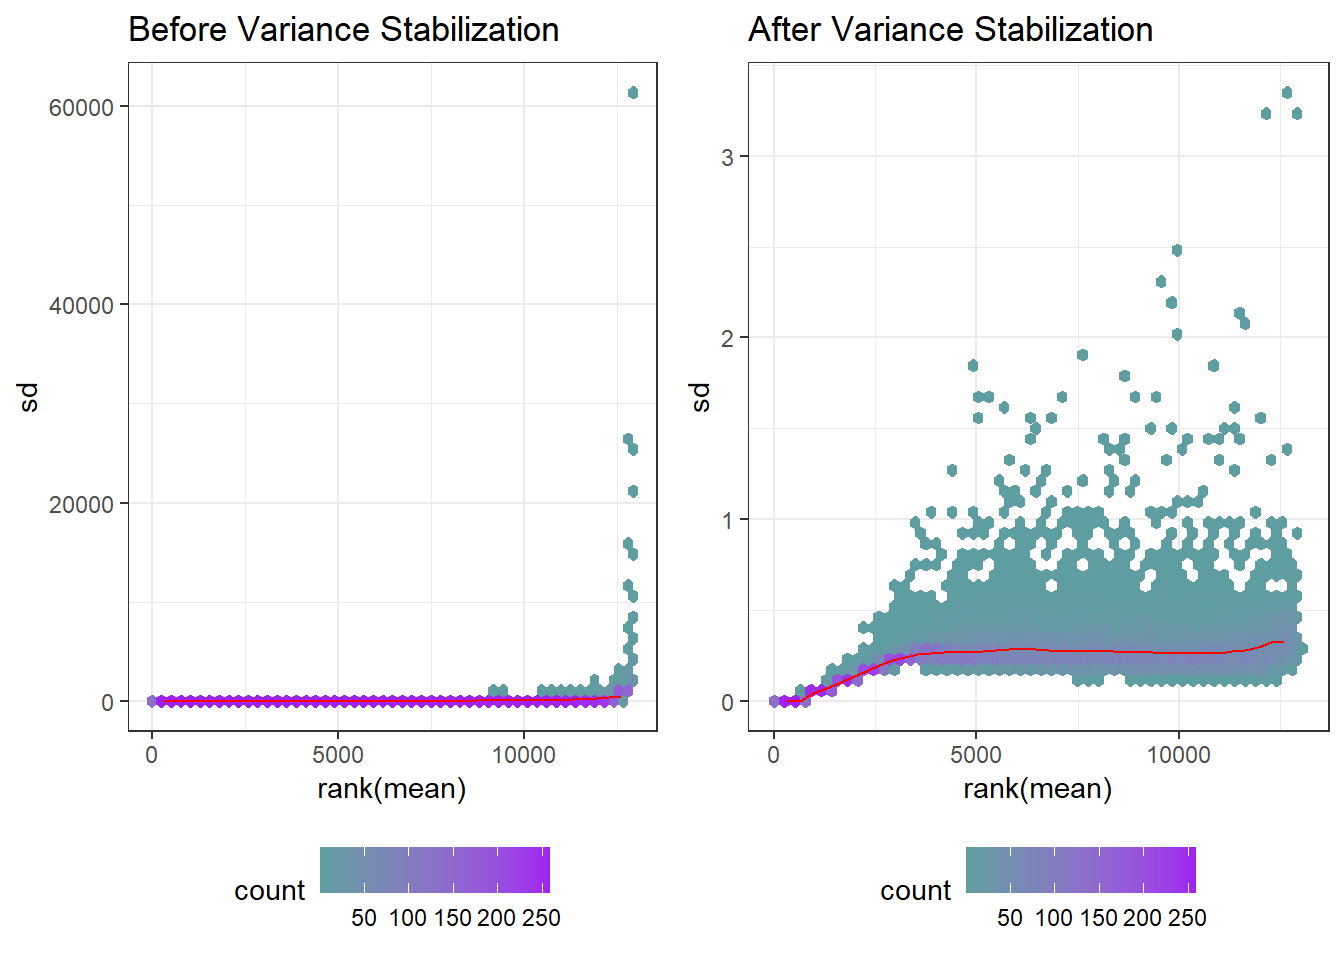 Before Variance Stabilization
After Variance Stabilization
60000
40000
20000
0
sd
0 5000 10000
rank(mean)
count
50 100 150 200 250
3
2
1
0
sd
0 5000 10000
rank(mean)
count
50 100 150 200 250